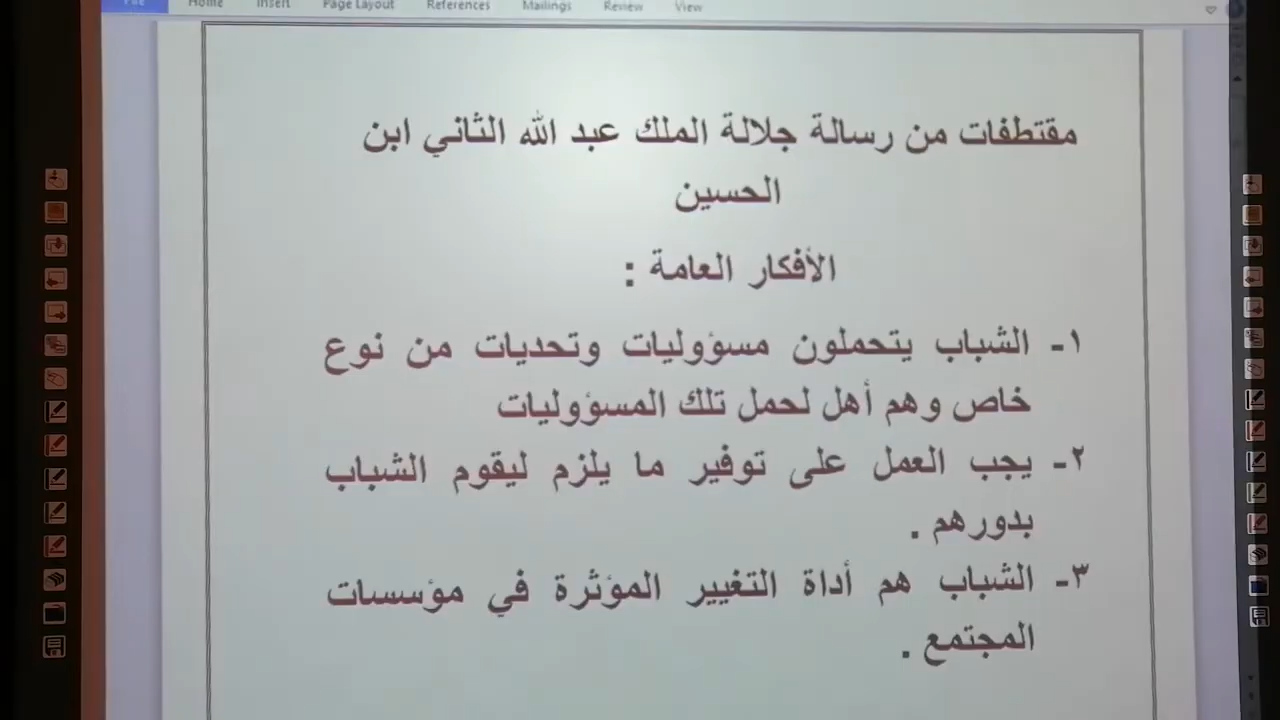 File Home Insert Page Layout References Mailings Review View
مقتطفات من رسالة جلالة الملك عبد الله الثاني ابن
الحسين
الأفكار العامة :
١- الشباب يتحملون مسؤوليات وتحديات من نوع
خاص وهم أهل لحمل تلك المسؤوليات
٢- يجب العمل على توفير ما يلزم ليقوم الشباب
بدورهم .
٣- الشباب هم أداة التغيير المؤثرة في مؤسسات
المجتمع .